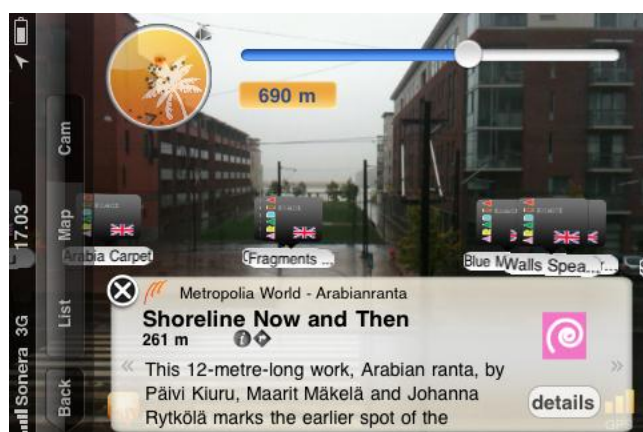 690 m
Cam
Map
List
Back
17.03
Sonera 3G
Arabia Carpet
Fragments ...
Blue M
Walls Spea...
r...
Metropolia World - Arabianranta
Shoreline Now and Then
261 m
This 12-metre-long work, Arabian ranta, by
Päivi Kiuru, Maarit Mäkelä and Johanna
Rytkölä marks the earlier spot of the
details
GPS